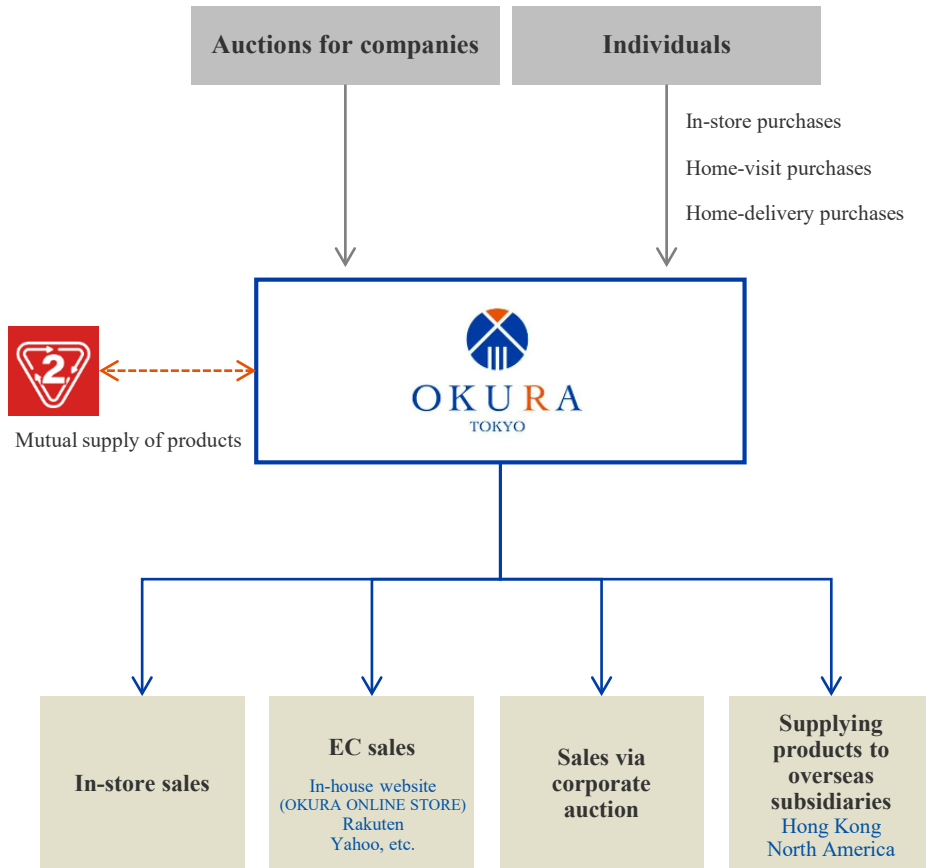 Auctions for companies
Individuals
In-store purchases
Home-visit purchases
Home-delivery purchases
2
OKURA
TOKYO
Mutual supply of products
In-store sales
EC sales
In-house website
(OKURA ONLINE STORE)
Rakuten
Yahoo, etc.
Sales via
corporate
auction
Supplying
products to
overseas
subsidiaries
Hong Kong
North America